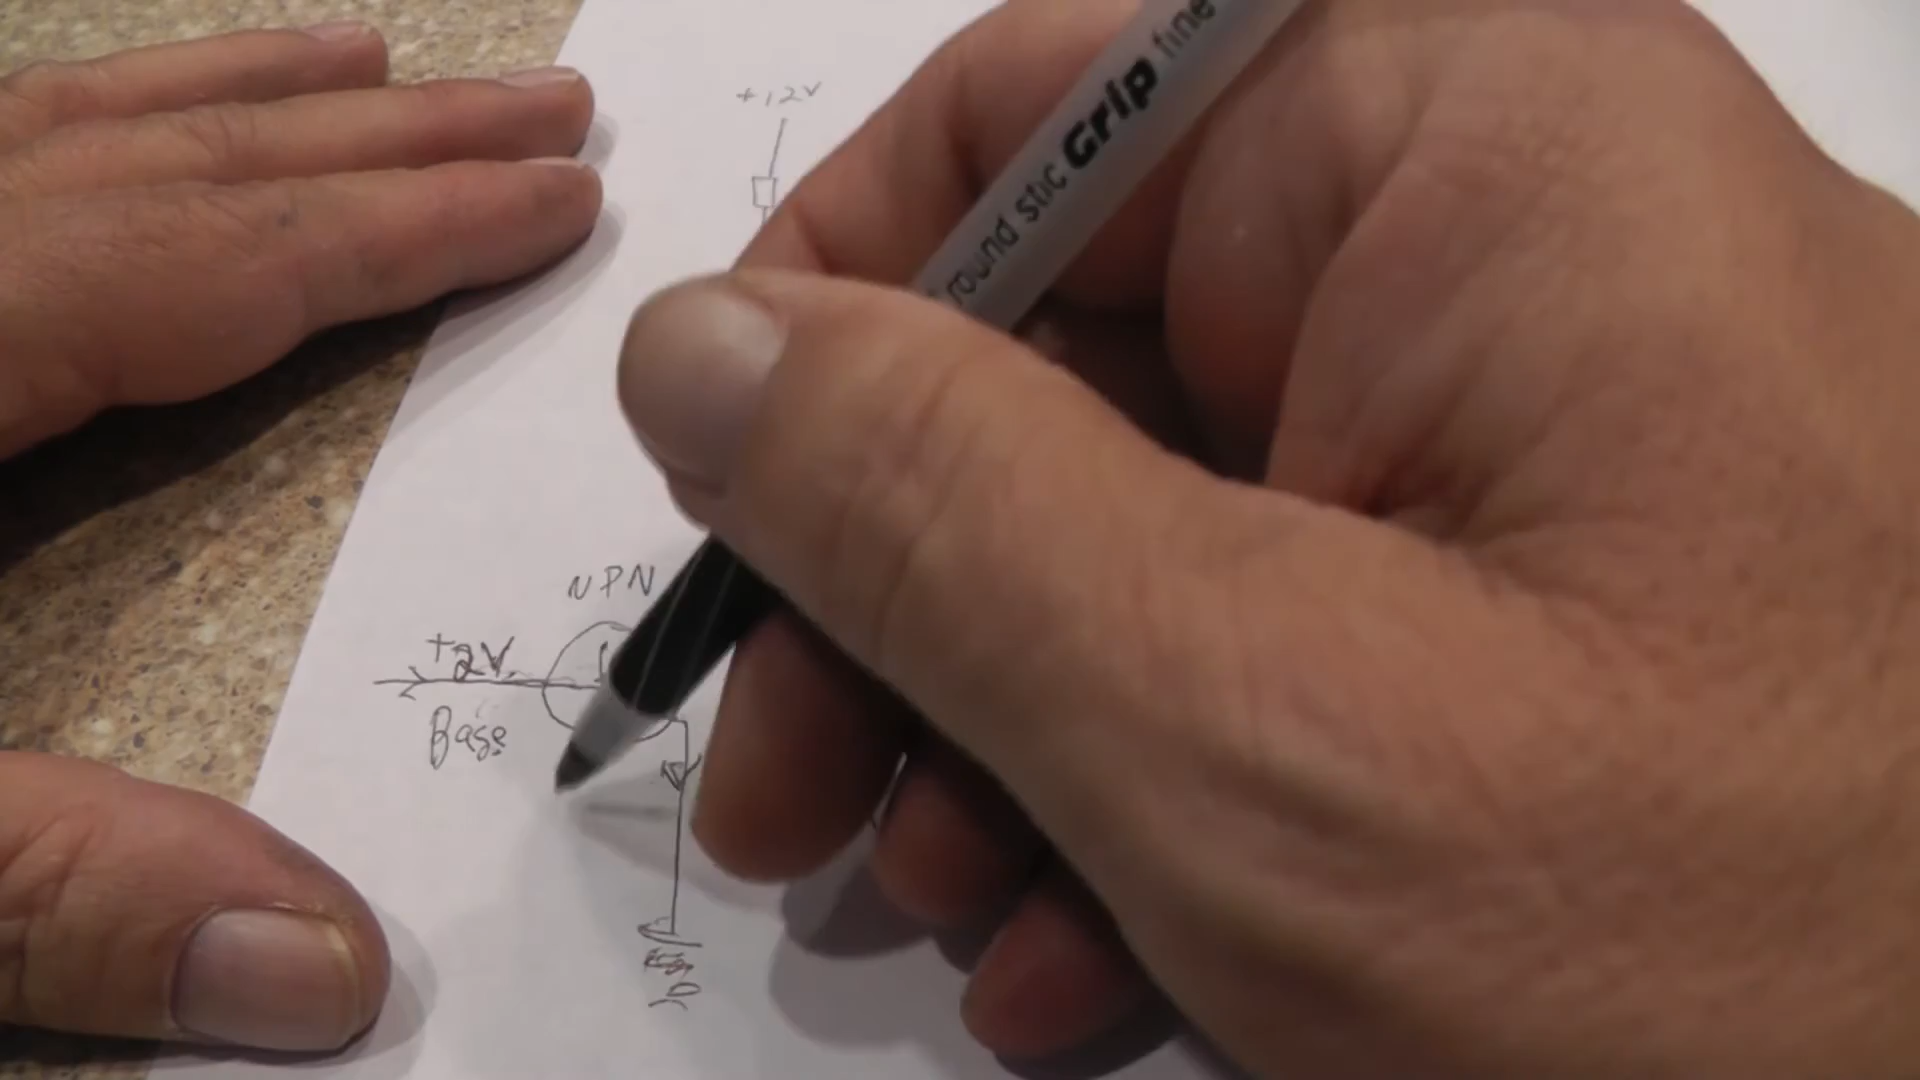 +12V
round stic Grip fine
NPN
+2V
Base